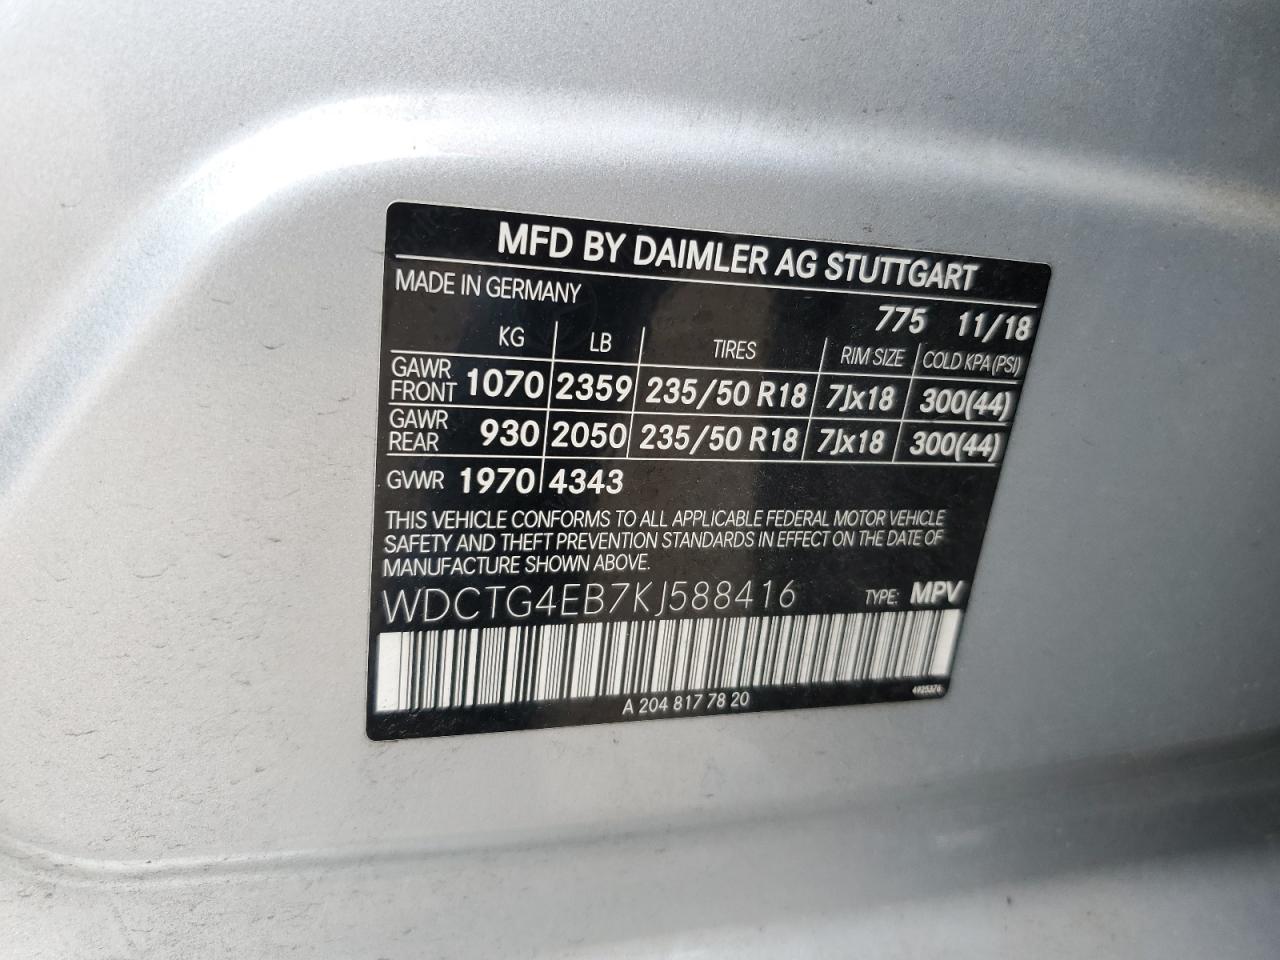 MFD BY DAIMLER AG STUTTGART
MADE IN GERMANY
775 11/18
KG LB TIRES RIM SIZE COLD KPA (PSI)
GAWR FRONT 1070 2359 235/50 R18 7Jx18 300(44)
GAWR REAR 930 2050 235/50 R18 7Jx18 300(44)
GVWR 1970 4343
THIS VEHICLE CONFORMS TO ALL APPLICABLE FEDERAL MOTOR VEHICLE
SAFETY AND THEFT PREVENTION STANDARDS IN EFFECT ON THE DATE OF
MANUFACTURE SHOWN ABOVE.
WDCTG4EB7KJ588416 TYPE: MPV
A 204 817 78 20